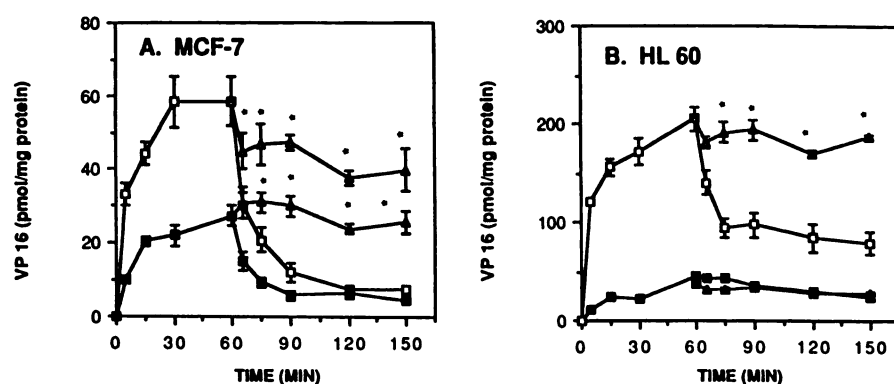 A. MCF-7
VP 16 (pmol/mg protein)
80
60
40
20
0
0 30 60 90 120 150
TIME (MIN)
* * *
* *
* *
* *
B. HL 60
VP 16 (pmol/mg protein)
300
200
100
0
0 30 60 90 120 150
TIME (MIN)
* * * *